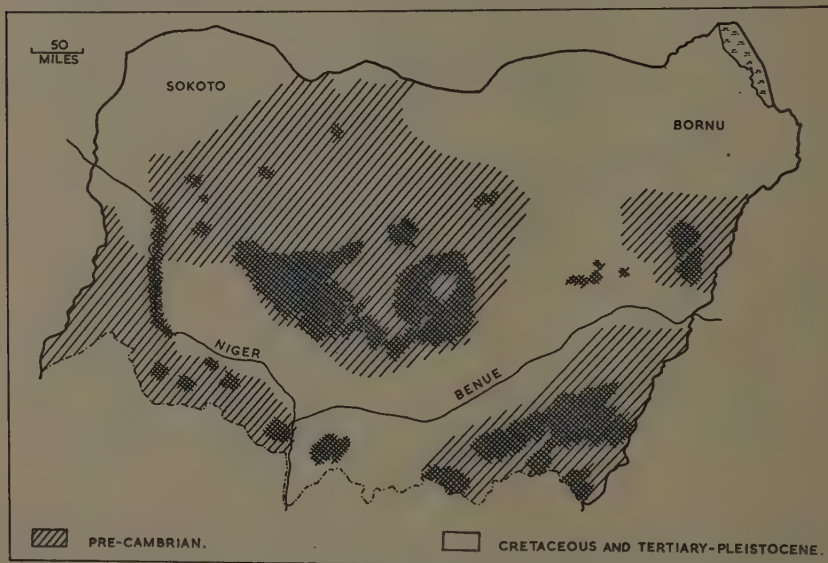 50
MILES
SOKOTO
BORNU
NIGER
BENUE
PRE-CAMBRIAN.
CRETACEOUS AND TERTIARY-PLEISTOCENE.